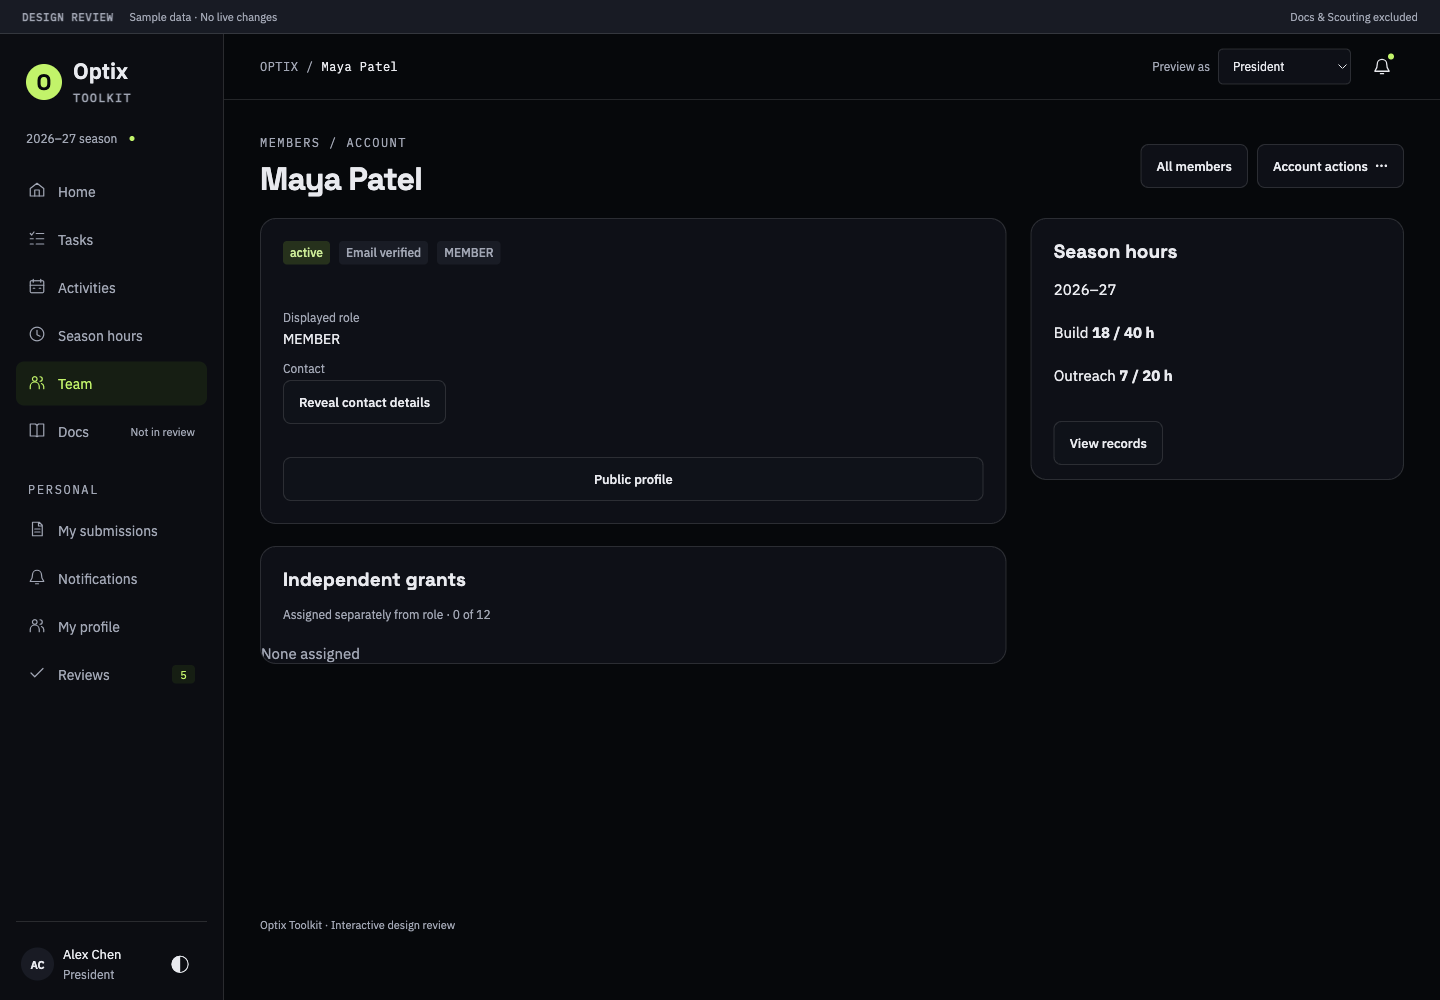 DESIGN REVIEW Sample data · No live changes
Docs & Scouting excluded
O
Optix
TOOLKIT
2026–27 season
Home
Tasks
Activities
Season hours
Team
Docs Not in review
PERSONAL
My submissions
Notifications
My profile
Reviews 5
AC
Alex Chen
President
OPTIX / Maya Patel
Preview as President
MEMBERS / ACCOUNT
Maya Patel
All members
Account actions ···
active Email verified MEMBER
Displayed role
MEMBER
Contact
Reveal contact details
Public profile
Season hours
2026–27
Build 18 / 40 h
Outreach 7 / 20 h
View records
Independent grants
Assigned separately from role · 0 of 12
None assigned
Optix Toolkit · Interactive design review